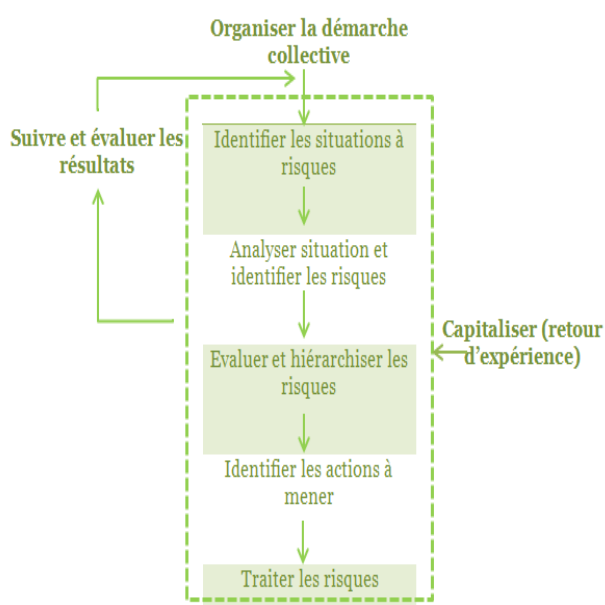 Organiser la démarche
collective
Suivre et évaluer les
résultats
Identifier les situations à
risques
Analyser situation et
identifier les risques
Capitaliser (retour
d'expérience)
Evaluer et hiérarchiser les
risques
Identifier les actions à
mener
Traiter les risques